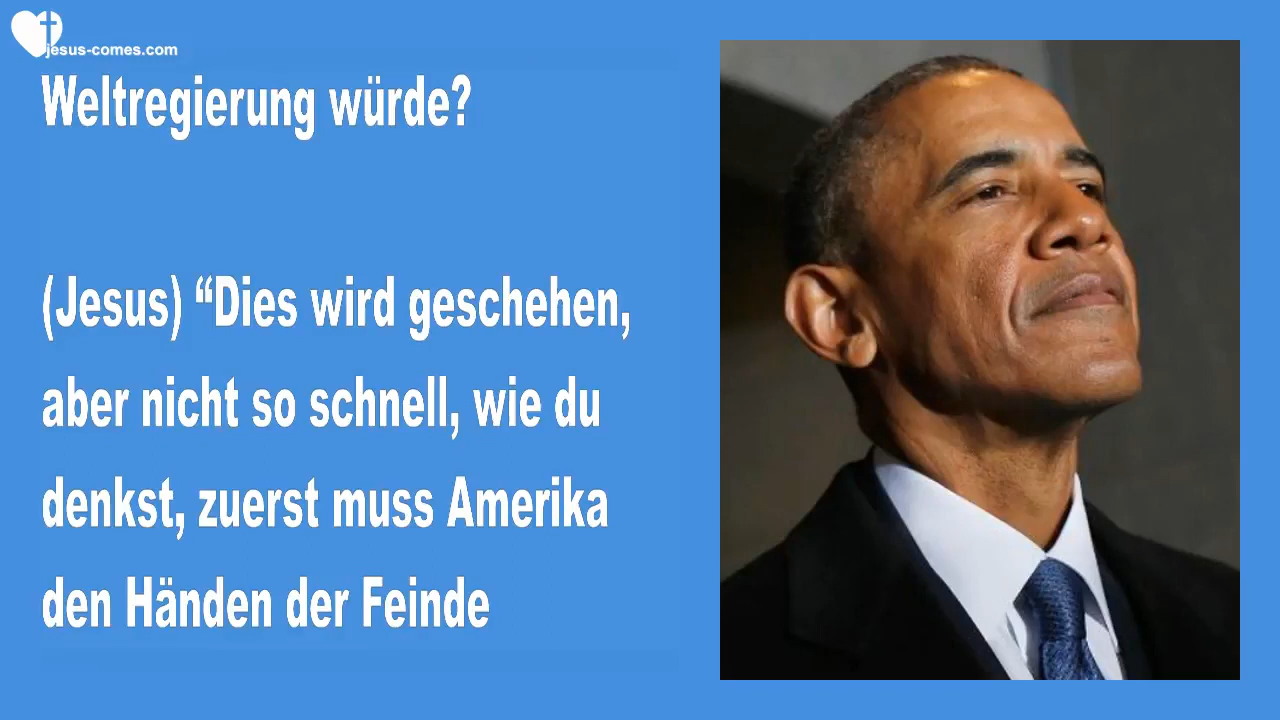 jesus-comes.com
Weltregierung würde?
(Jesus) “Dies wird geschehen,
aber nicht so schnell, wie du
denkst, zuerst muss Amerika
den Händen der Feinde